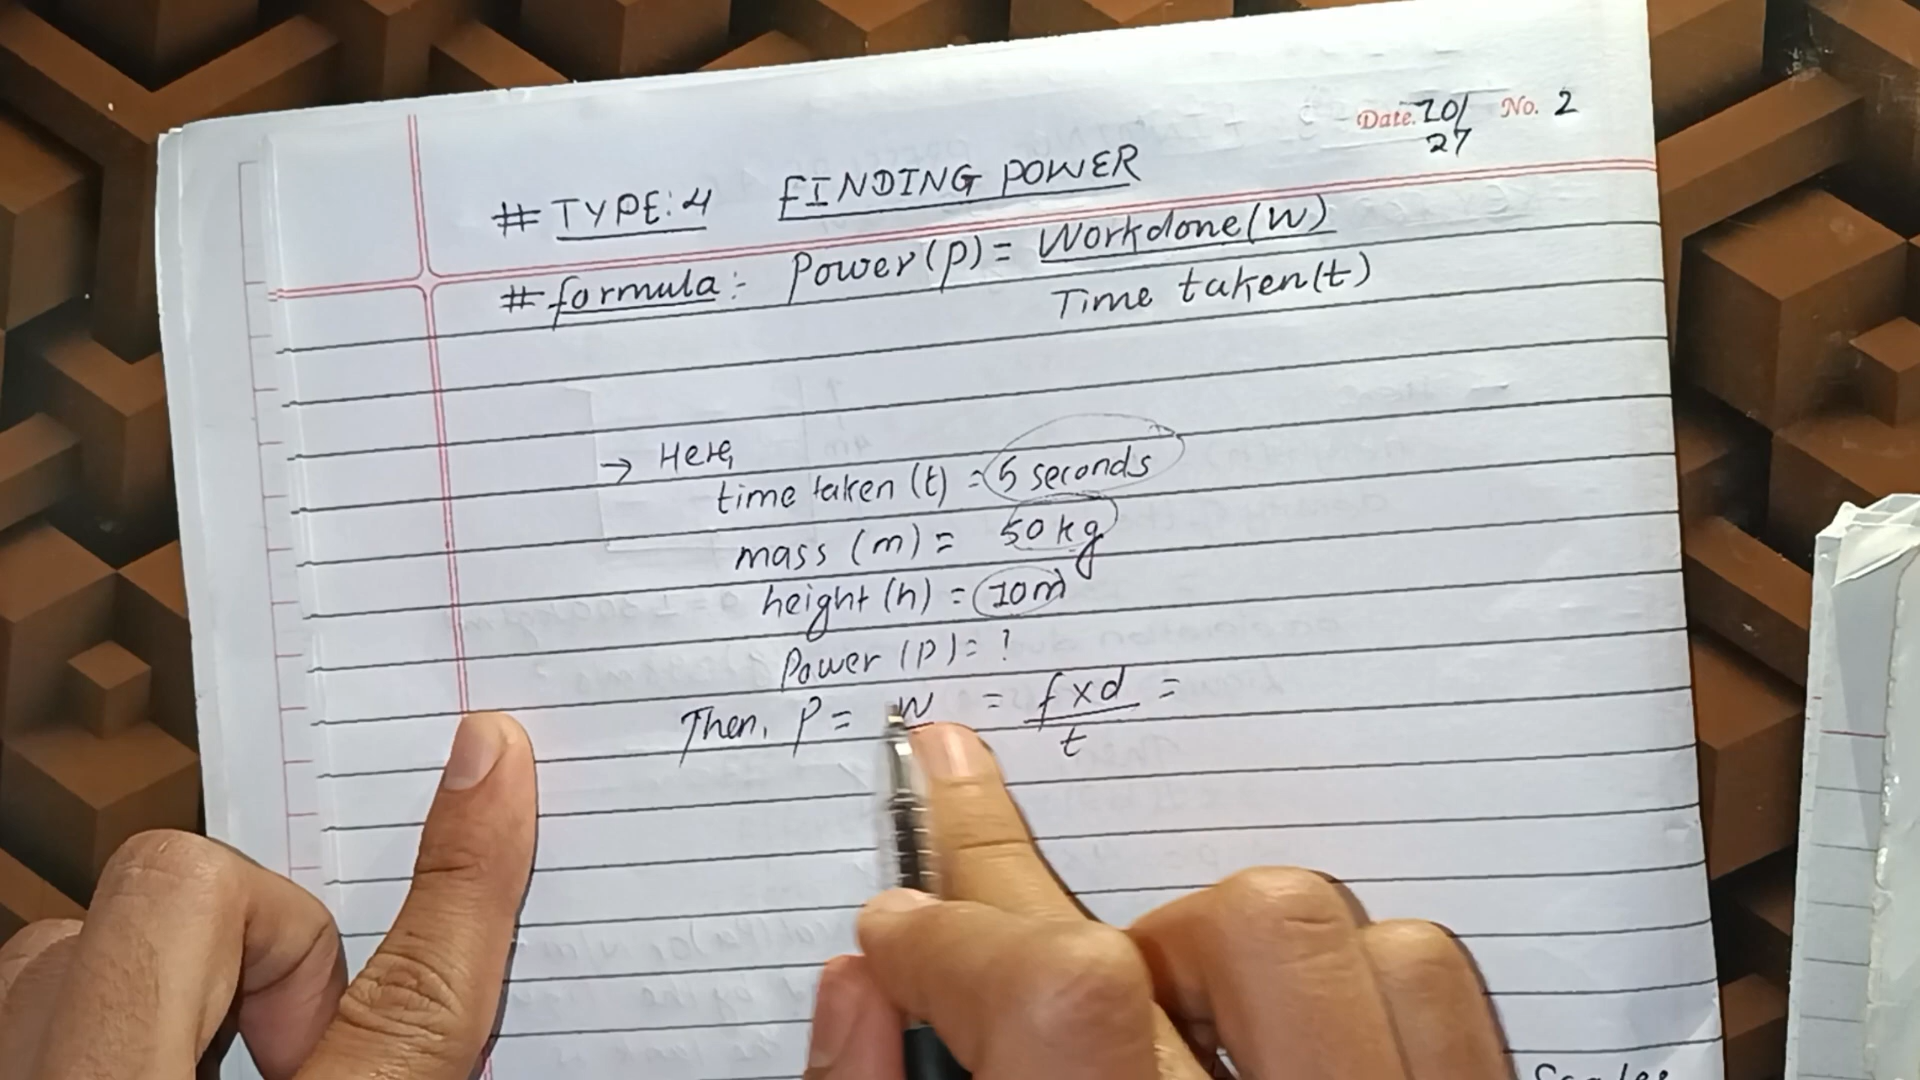 Date. 10/27 No. 2
# TYPE: 4 FINDING POWER
# formula:- Power (P) = Workdone (W)
Time taken (t)
→ Here,
time taken (t) = 5 seconds
mass (m) = 50 kg
height (h) = 10m
Power (P) = ?
Then, P = W = f x d =
t